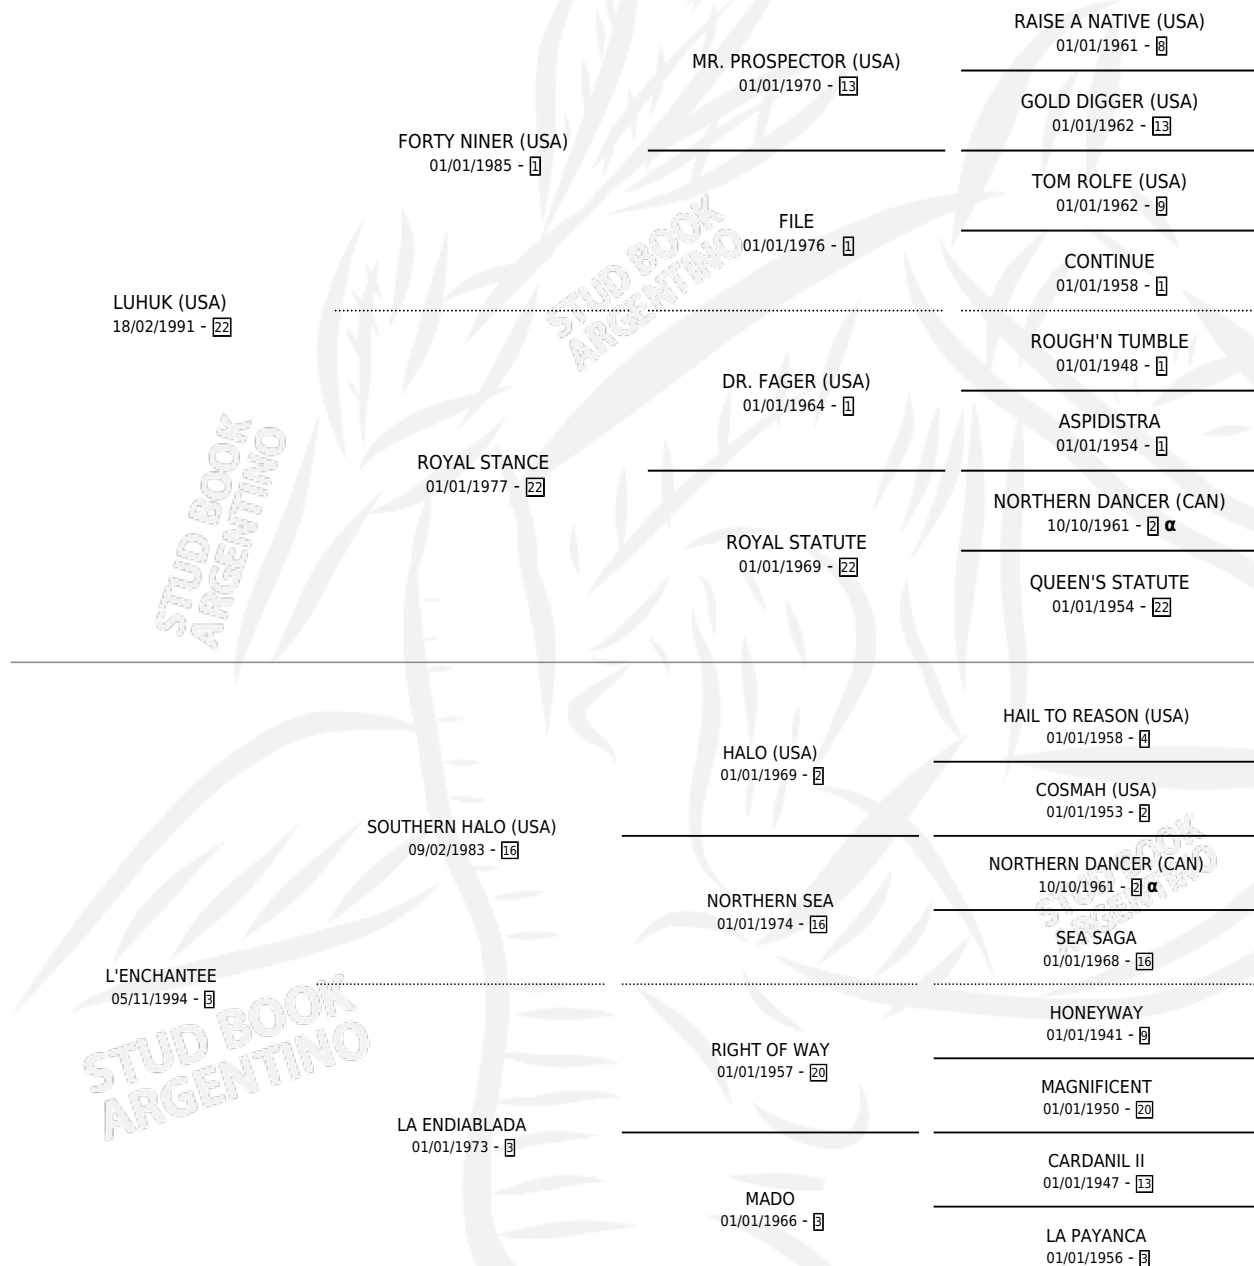 RAISE A NATIVE (USA)
01/01/1961 - 8
MR. PROSPECTOR (USA)
01/01/1970 - 13
GOLD DIGGER (USA)
01/01/1962 - 13
FORTY NINER (USA)
01/01/1985 - 1
TOM ROLFE (USA)
01/01/1962 - 9
FILE
01/01/1976 - 1
CONTINUE
01/01/1958 - 1
LUHUK (USA)
18/02/1991 - 22
ROUGH'N TUMBLE
01/01/1948 - 1
DR. FAGER (USA)
01/01/1964 - 1
ASPIDISTRA
01/01/1954 - 1
ROYAL STANCE
01/01/1977 - 22
NORTHERN DANCER (CAN)
10/10/1961 - 2 α
ROYAL STATUTE
01/01/1969 - 22
QUEEN'S STATUTE
01/01/1954 - 22
HAIL TO REASON (USA)
01/01/1958 - 4
HALO (USA)
01/01/1969 - 2
COSMAH (USA)
01/01/1953 - 2
SOUTHERN HALO (USA)
09/02/1983 - 16
NORTHERN DANCER (CAN)
10/10/1961 - 2 α
NORTHERN SEA
01/01/1974 - 16
SEA SAGA
01/01/1968 - 16
L'ENCHANTEE
05/11/1994 - 3
HONEYWAY
01/01/1941 - 9
RIGHT OF WAY
01/01/1957 - 20
MAGNIFICENT
01/01/1950 - 20
LA ENDIABLADA
01/01/1973 - 3
CARDANIL II
01/01/1947 - 13
MADO
01/01/1966 - 3
LA PAYANCA
01/01/1956 - 3
STUD BOOK
ARGENTINO
STUD BOOK
ARGENTINO
STUD BOOK
ARGENTINO
STUD BOOK
ARGENTINO